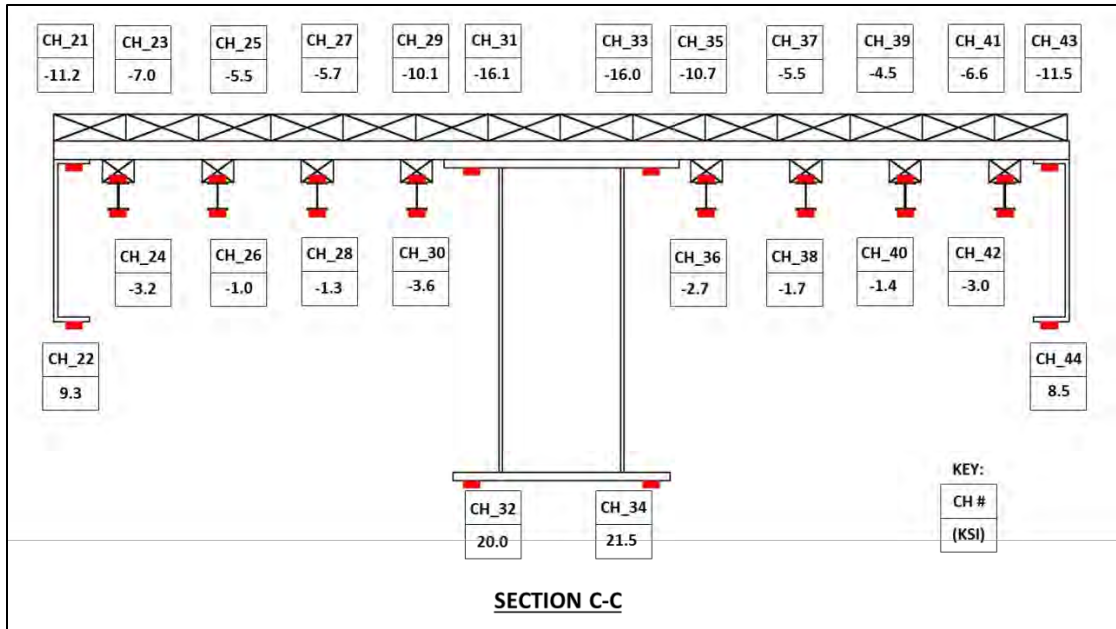 CH_21 CH_23 CH_25 CH_27 CH_29 CH_31 CH_33 CH_35 CH_37 CH_39 CH_41 CH_43
-11.2 -7.0 -5.5 -5.7 -10.1 -16.1 -16.0 -10.7 -5.5 -4.5 -6.6 -11.5
CH_24 CH_26 CH_28 CH_30 CH_36 CH_38 CH_40 CH_42
-3.2 -1.0 -1.3 -3.6 -2.7 -1.7 -1.4 -3.0
CH_22 CH_44
9.3 8.5
KEY:
CH #
(KSI)
CH_32 CH_34
20.0 21.5
SECTION C-C